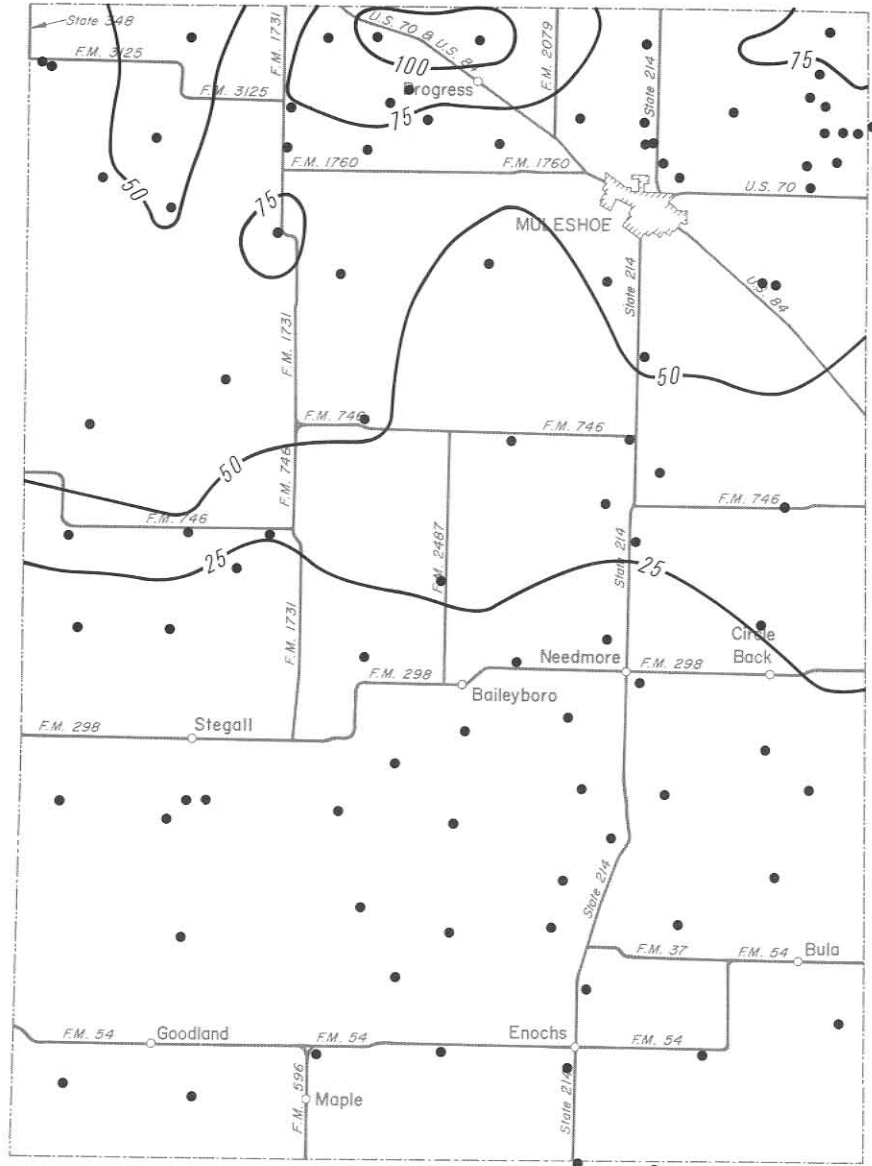 State 348
F.M. 3125
F.M. 3125
F.M. 1731
U.S. 70 & U.S. 84
F.M. 2079
State 214
100
75
Progress
75
50
F.M. 1760
F.M. 1760
U.S. 70
75
MULESHOE
State 214
U.S. 84
F.M. 1731
50
F.M. 746
F.M. 746
50
F.M. 746
F.M. 746
F.M. 746
25
F.M. 2487
State 214
25
F.M. 1731
Circle
Back
Needmore
F.M. 298
F.M. 298
Baileyboro
Stegall
F.M. 298
State 214
F.M. 37
F.M. 54
Bula
F.M. 54
Goodland
F.M. 54
Enochs
F.M. 54
F.M. 596
Maple
State 214